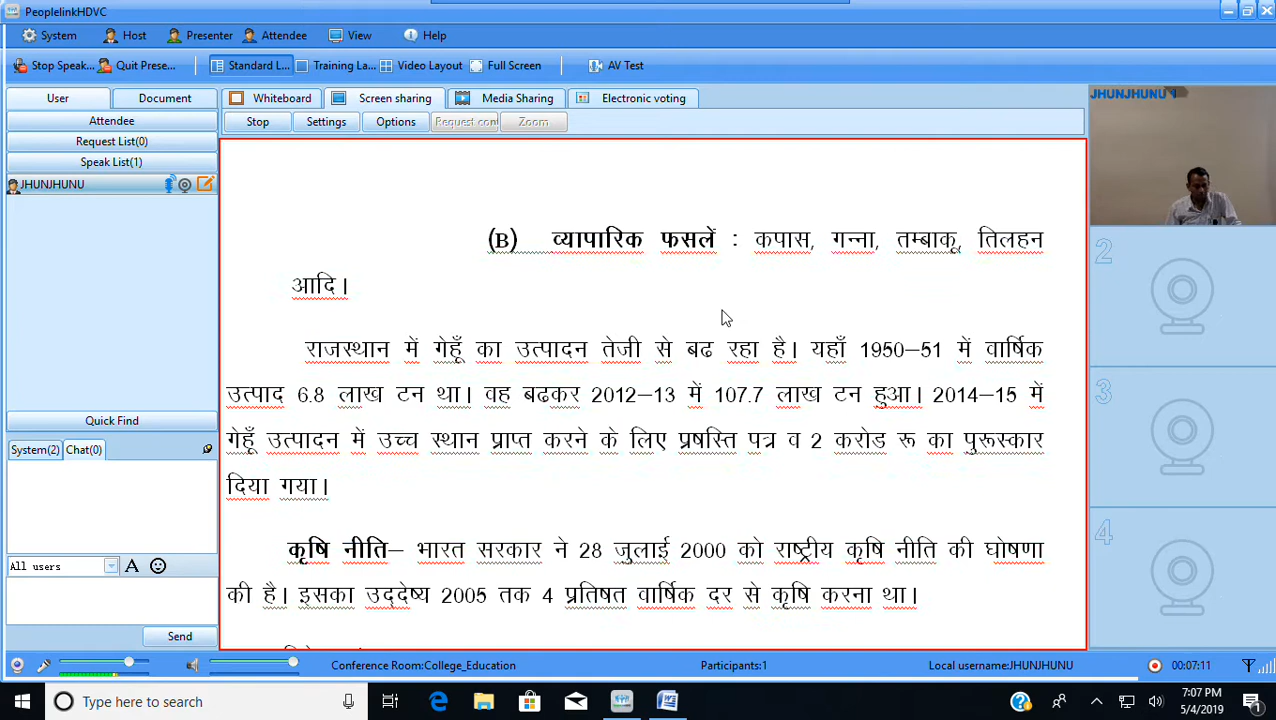 PeoplelinkHDVC
System Host Presenter Attendee View Help
Stop Speak... Quit Prese... Standard L... Training La... Video Layout Full Screen AV Test
User Document Whiteboard Screen sharing Media Sharing Electronic voting
Attendee Stop Settings Options Request cont Zoom
Request List(0)
Speak List(1)
JHUNJHUNU
JHUNJHUNU 1
(B) व्यापारिक फसलें : कपास, गन्ना, तम्बाकू, तिलहन
आदि।
राजस्थान में गेहूँ का उत्पादन तेजी से बढ रहा है। यहाँ 1950–51 में वार्षिक
उत्पाद 6.8 लाख टन था। वह बढकर 2012–13 में 107.7 लाख टन हुआ। 2014–15 में
गेहूँ उत्पादन में उच्च स्थान प्राप्त करने के लिए प्रषस्ति पत्र व 2 करोड रू का पुरूस्कार
दिया गया।
कृषि नीति– भारत सरकार ने 28 जुलाई 2000 को राष्ट्रीय कृषि नीति की घोषणा
की है। इसका उद्देष्य 2005 तक 4 प्रतिषत वार्षिक दर से कृषि करना था।
2
3
4
Quick Find
System(2) Chat(0)
All users A
Send
Conference Room:College_Education Participants:1 Local username:JHUNJHUNU 00:07:11
Type here to search
7:07 PM
5/4/2019
1